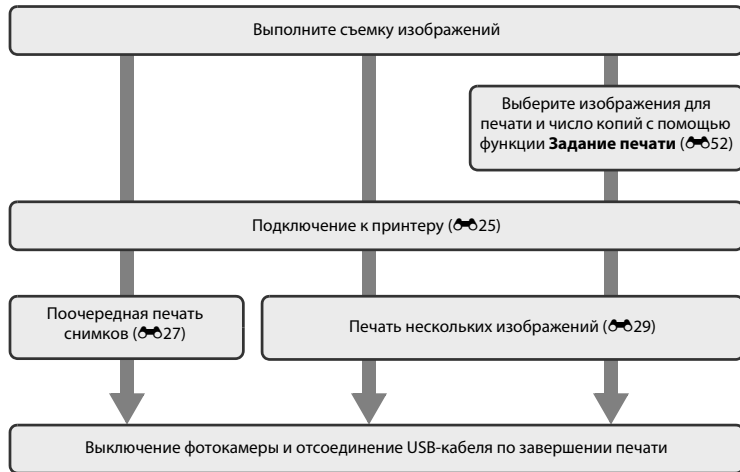 Выполните съемку изображений
Выберите изображения для
печати и число копий с помощью
функции Задание печати (52)
Подключение к принтеру (25)
Поочередная печать
снимков (27)
Печать нескольких изображений (29)
Выключение фотокамеры и отсоединение USB-кабеля по завершении печати